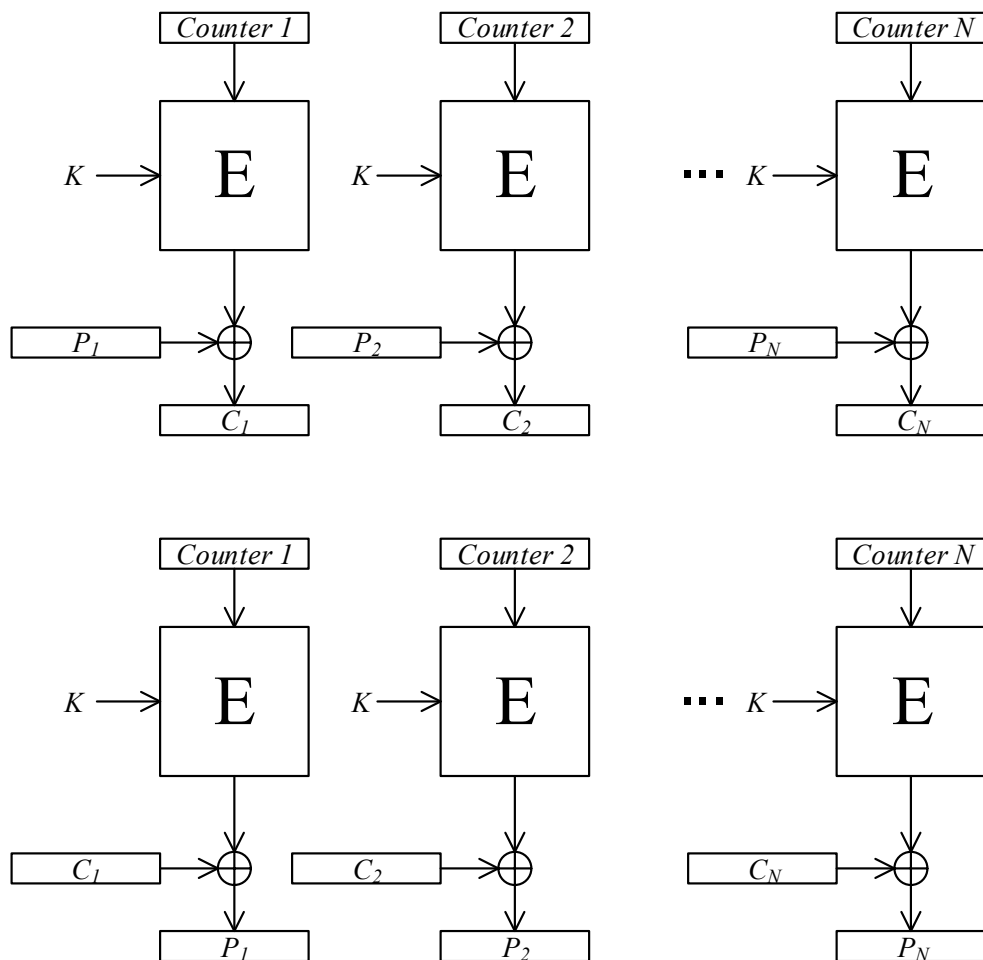 Counter 1 Counter 2 Counter N
K E K E ... K E
P1 P2 PN
C1 C2 CN
Counter 1 Counter 2 Counter N
K E K E ... K E
C1 C2 CN
P1 P2 PN